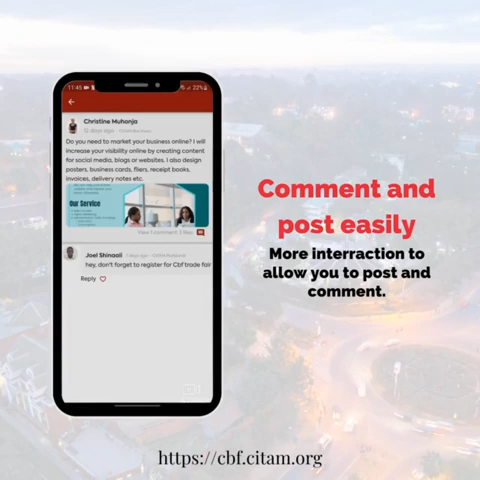 11:45
22%
Christine Muhonja
12 days ago
Do you need to market your business online? I will
increase your visibility online by creating content
for social media, blogs or websites. I also design
posters, business cards, fliers, receipt books,
invoices, delivery notes etc.
Our Service
View 1 comment 2 likes
Joel Shinaali
days ago
hey, don't forget to register for Cbf trade fair
Reply
Comment and
post easily
More interraction to
allow you to post and
comment.
https://cbf.citam.org